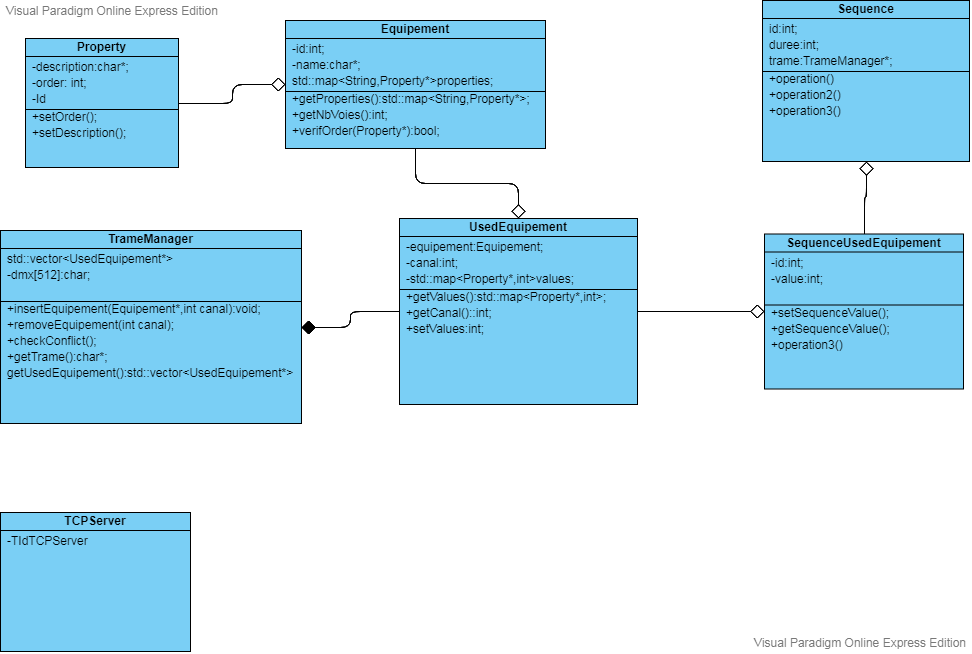 Visual Paradigm Online Express Edition
Property
-description:char*;
-order: int;
-Id
+setOrder();
+setDescription();
Equipement
-id:int;
-name:char*;
std::map<String,Property*>properties;
+getProperties():std::map<String,Property*>;
+getNbVoies():int;
+verifOrder(Property*):bool;
Sequence
id:int;
duree:int;
trame:TrameManager*;
+operation()
+operation2()
+operation3()
TrameManager
std::vector<UsedEquipement*>
-dmx[512]:char;
+insertEquipement(Equipement*,int canal):void;
+removeEquipement(int canal);
+checkConflict();
+getTrame():char*;
getUsedEquipement():std::vector<UsedEquipement*>
UsedEquipement
-equipement:Equipement;
-canal:int;
-std::map<Property*,int>values;
+getValues():std::map<Property*,int>;
+getCanal()::int;
+setValues:int;
SequenceUsedEquipement
-id:int;
-value:int;
+setSequenceValue();
+getSequenceValue();
+operation3()
TCPServer
-TIdTCPServer
Visual Paradigm Online Express Edition